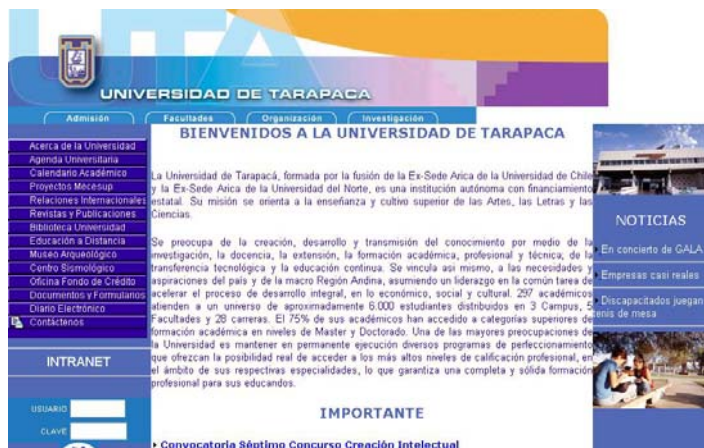 UTA
UNIVERSIDAD DE TARAPACA
Admisión
Facultades
Organización
Investigación
Acerca de la Universidad
Agenda Universitaria
Calendario Académico
Proyectos Mecesup
Relaciones Internacionales
Revistas y Publicaciones
Biblioteca Universidad
Educación a Distancia
Museo Arqueológico
Centro Sismológico
Oficina Fondo de Crédito
Documentos y Formularios
Diario Electrónico
Contáctenos
INTRANET
USUARIO
CLAVE
BIENVENIDOS A LA UNIVERSIDAD DE TARAPACA
La Universidad de Tarapacá, formada por la fusión de la Ex-Sede Arica de la Universidad de Chile
y la Ex-Sede Arica de la Universidad del Norte, es una institución autónoma con financiamiento
estatal. Su misión se orienta a la enseñanza y cultivo superior de las Artes, las Letras y las
Ciencias.
Se preocupa de la creación, desarrollo y transmisión del conocimiento por medio de la
investigación, la docencia, la extensión, la formación académica, profesional y técnica; de la
transferencia tecnológica y la educación continua. Se vincula asi mismo, a las necesidades y
aspiraciones del país y de la macro Región Andina, asumiendo un liderazgo en la común tarea de
acelerar el proceso de desarrollo integral, en lo económico, social y cultural. 297 académicos
atienden a un universo de aproximadamente 6.000 estudiantes distribuidos en 3 Campus, 5
Facultades y 28 carreras. El 75% de sus académicos han accedido a categorías superiores de
formación académica en niveles de Master y Doctorado. Una de las mayores preocupaciones de
la Universidad es mantener en permanente ejecución diversos programas de perfeccionamiento
que ofrezcan la posibilidad real de acceder a los más altos niveles de calificación profesional, en
el ámbito de sus respectivas especialidades, lo que garantiza una completa y sólida formación
profesional para sus educandos.
IMPORTANTE
Convocatoria Séptimo Concurso Creación Intelectual
NOTICIAS
En concierto de GALA
Empresas casi reales
Discapacitados juegan
tenis de mesa